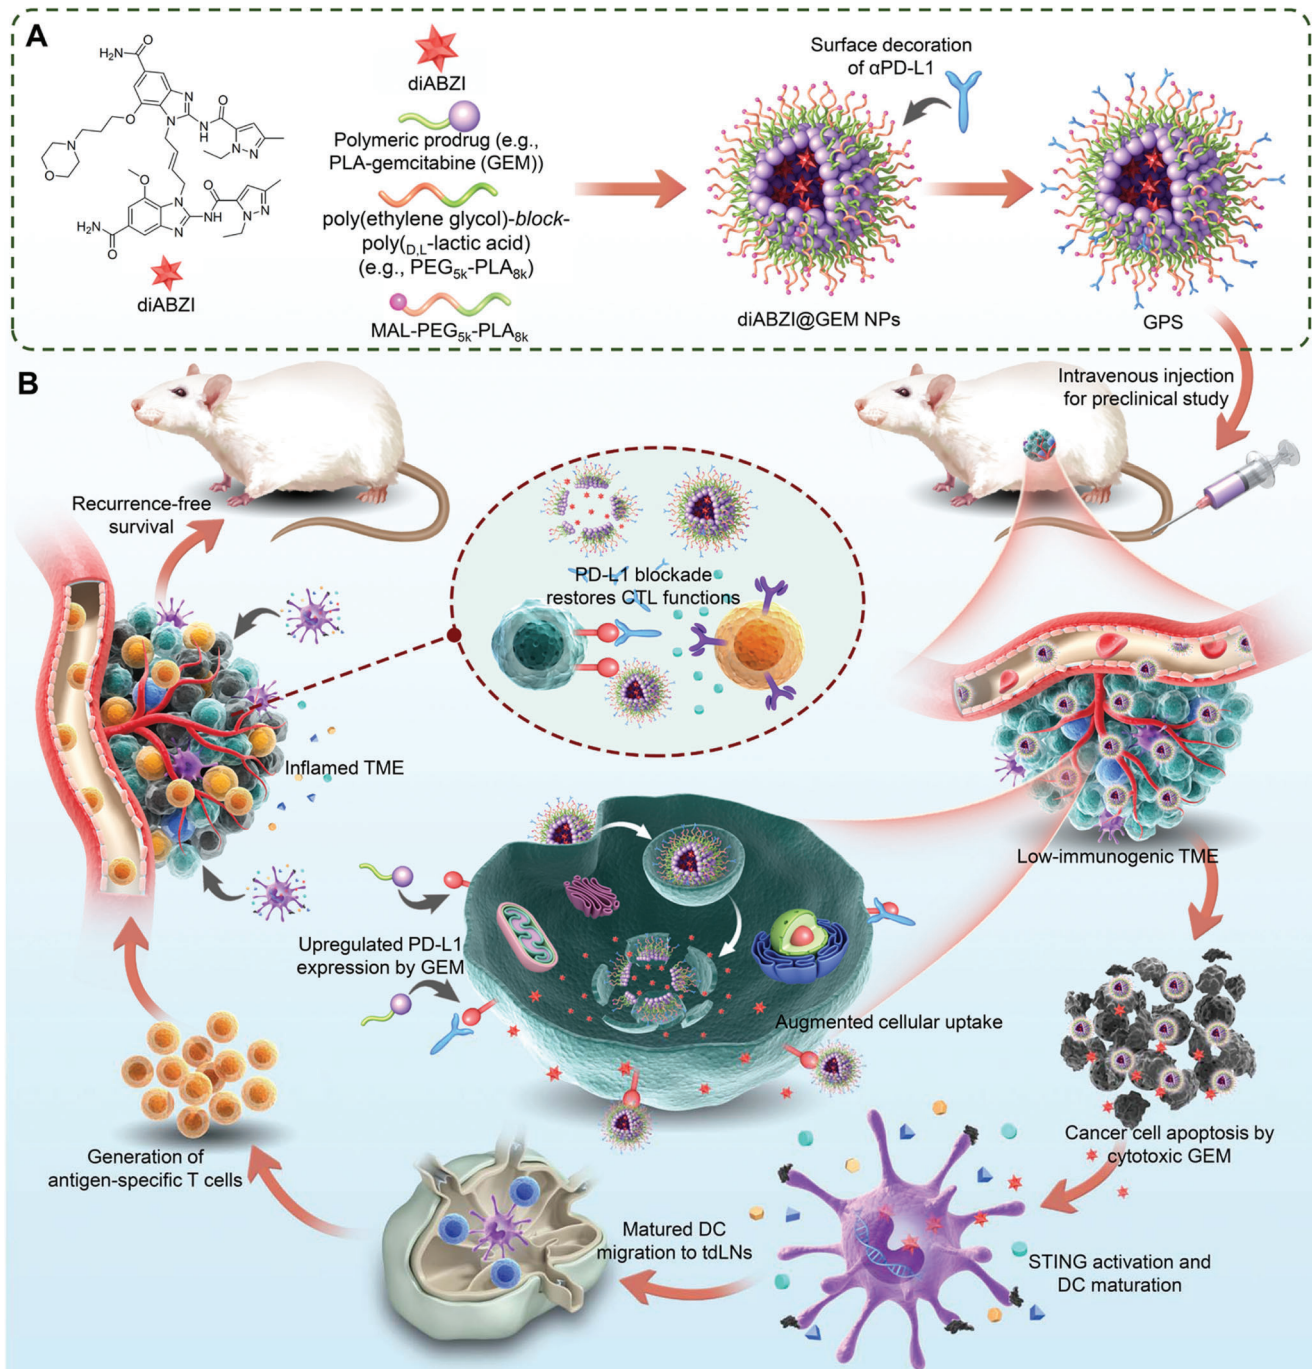 A
H₂N
O
O
N
N
NH
O
N
N
N
O
O
N
N
NH
O
N
N
H₂N
O
diABZI
diABZI
Polymeric prodrug (e.g.,
PLA-gemcitabine (GEM))
poly(ethylene glycol)-block-
poly(D,L-lactic acid)
(e.g., PEG5k-PLA8k)
MAL-PEG5k-PLA8k
Surface decoration
of αPD-L1
diABZI@GEM NPs
GPS
B
Intravenous injection
for preclinical study
Recurrence-free
survival
PD-L1 blockade
restores CTL functions
Inflamed TME
Low-immunogenic TME
Upregulated PD-L1
expression by GEM
Augmented cellular uptake
Cancer cell apoptosis by
cytotoxic GEM
Generation of
antigen-specific T cells
Matured DC
migration to tdLNs
STING activation and
DC maturation